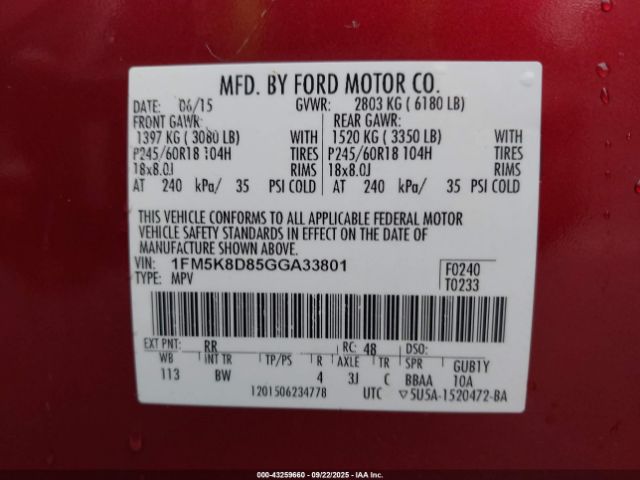 MFD. BY FORD MOTOR CO.
DATE: 06/15 GVWR: 2803 KG ( 6180 LB)
FRONT GAWR: REAR GAWR:
1397 KG ( 3080 LB) WITH 1520 KG ( 3350 LB) WITH
P245/60R18 104H TIRES P245/60R18 104H TIRES
18x8.0J RIMS 18x8.0J RIMS
AT 240 kPa/ 35 PSI COLD AT 240 kPa/ 35 PSI COLD
THIS VEHICLE CONFORMS TO ALL APPLICABLE FEDERAL MOTOR
VEHICLE SAFETY STANDARDS IN EFFECT ON THE DATE OF
MANUFACTURE SHOWN ABOVE.
VIN: 1FM5K8D85GGA33801 F0240
TYPE: MPV T0233
EXT PNT: RR RC: 48 DSO:
WB INT TR TP/PS R AXLE TR SPR GUB1Y
113 BW 4 3J C BBAA 10A
1201506234778 UTC ▽5U5A-1520472-BA
000-43259660 - 09/22/2025 - IAAI, Inc.